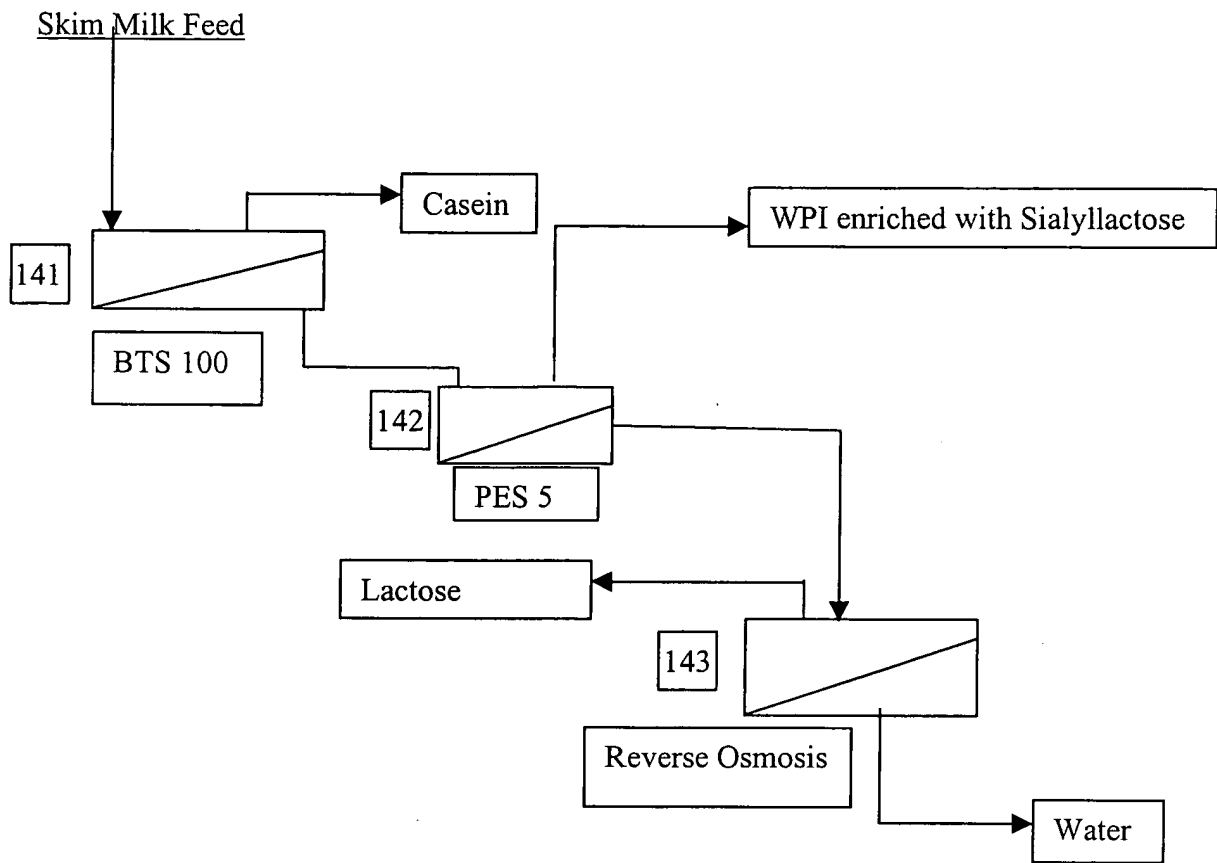 Skim Milk Feed
Casein
WPI enriched with Sialyllactose
141
BTS 100
142
PES 5
Lactose
143
Reverse Osmosis
Water